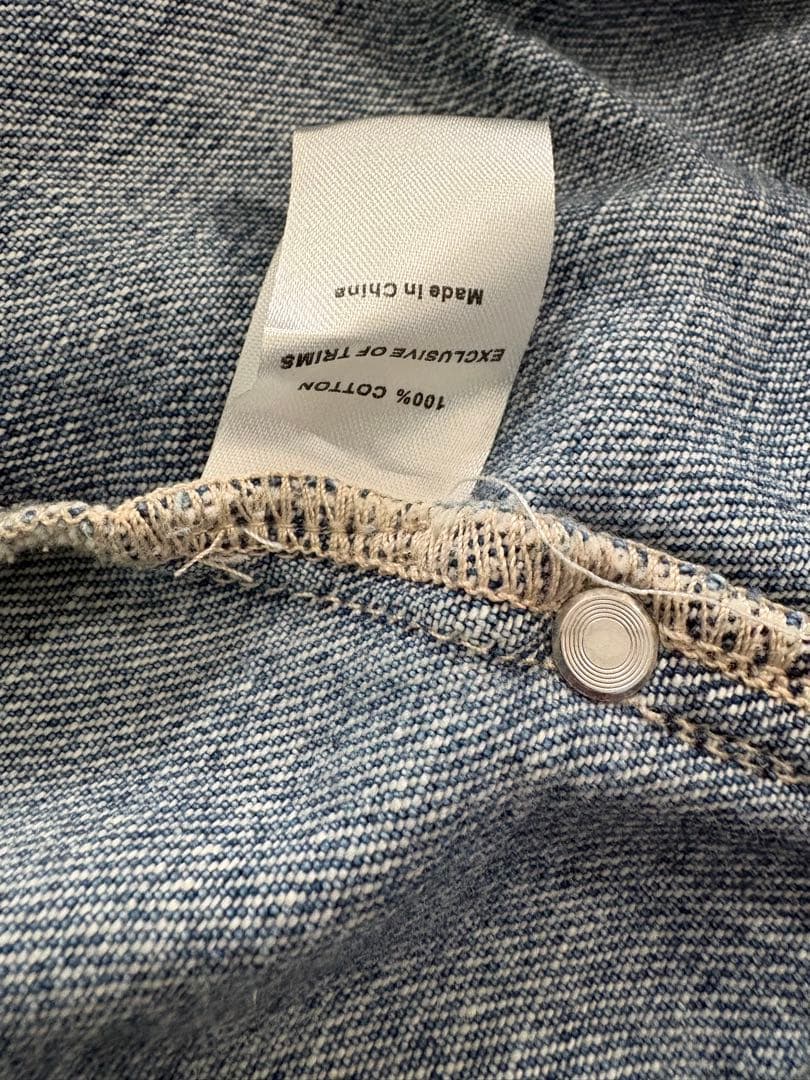 100% COTTON
EXCLUSIVE OF TRIMS
Made In China